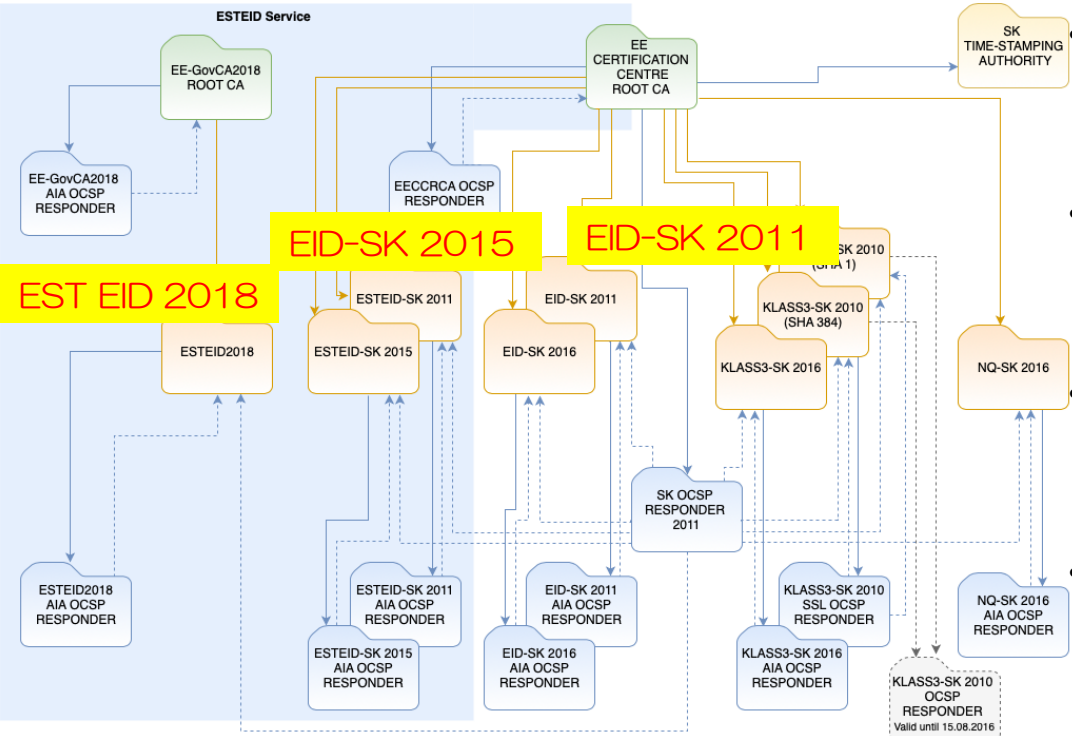 ESTEID Service
EE
CERTIFICATION
CENTRE
ROOT CA
SK
TIME-STAMPING
AUTHORITY
EE-GovCA2018
ROOT CA
EE-GovCA2018
AIA OCSP
RESPONDER
EECCRCA OCSP
RESPONDER
EID-SK 2015
EID-SK 2011
EST EID 2018
SK 2010
(SHA 1)
ESTEID-SK 2011
EID-SK 2011
KLASS3-SK 2010
(SHA 384)
ESTEID2018
ESTEID-SK 2015
EID-SK 2016
KLASS3-SK 2016
NQ-SK 2016
SK OCSP
RESPONDER
2011
ESTEID2018
AIA OCSP
RESPONDER
ESTEID-SK 2011
AIA OCSP
RESPONDER
EID-SK 2011
AIA OCSP
RESPONDER
KLASS3-SK 2010
SSL OCSP
RESPONDER
NQ-SK 2016
AIA OCSP
RESPONDER
ESTEID-SK 2015
AIA OCSP
RESPONDER
EID-SK 2016
AIA OCSP
RESPONDER
KLASS3-SK 2016
AIA OCSP
RESPONDER
KLASS3-SK 2010
OCSP
RESPONDER
Valid until 15.08.2016